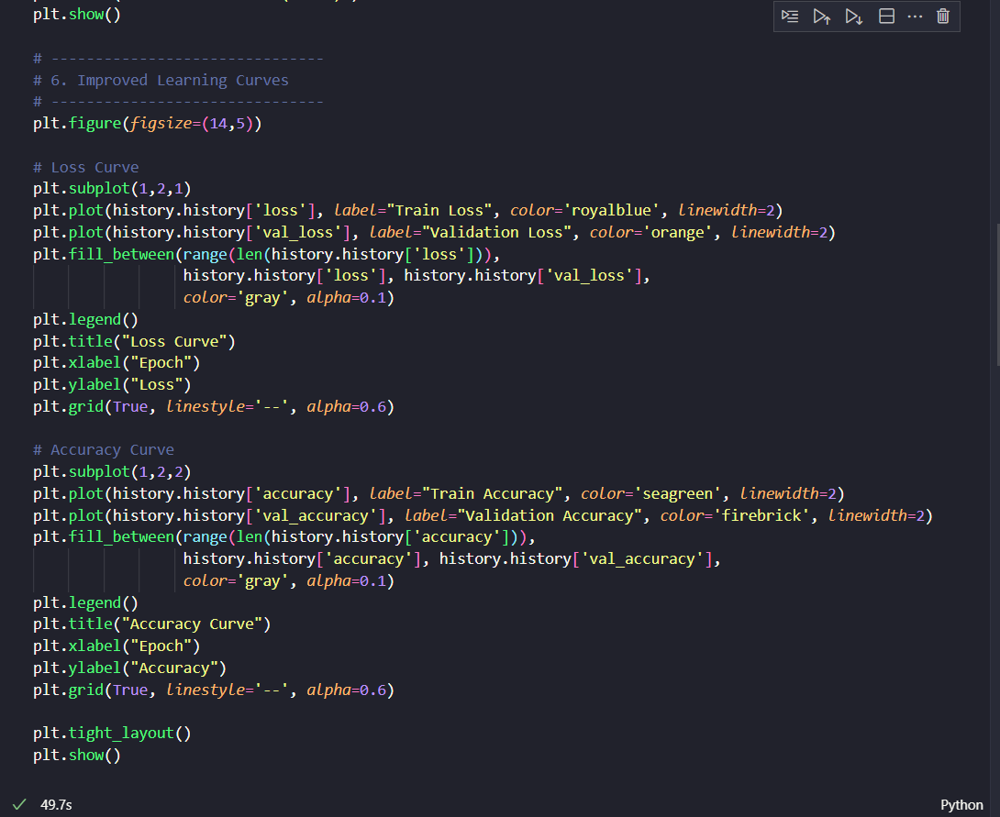 plt.show()
# -------------------------------
# 6. Improved Learning Curves
# -------------------------------
plt.figure(figsize=(14,5))
# Loss Curve
plt.subplot(1,2,1)
plt.plot(history.history['loss'], label="Train Loss", color='royalblue', linewidth=2)
plt.plot(history.history['val_loss'], label="Validation Loss", color='orange', linewidth=2)
plt.fill_between(range(len(history.history['loss'])),
history.history['loss'], history.history['val_loss'],
color='gray', alpha=0.1)
plt.legend()
plt.title("Loss Curve")
plt.xlabel("Epoch")
plt.ylabel("Loss")
plt.grid(True, linestyle='--', alpha=0.6)
# Accuracy Curve
plt.subplot(1,2,2)
plt.plot(history.history['accuracy'], label="Train Accuracy", color='seagreen', linewidth=2)
plt.plot(history.history['val_accuracy'], label="Validation Accuracy", color='firebrick', linewidth=2)
plt.fill_between(range(len(history.history['accuracy'])),
history.history['accuracy'], history.history['val_accuracy'],
color='gray', alpha=0.1)
plt.legend()
plt.title("Accuracy Curve")
plt.xlabel("Epoch")
plt.ylabel("Accuracy")
plt.grid(True, linestyle='--', alpha=0.6)
plt.tight_layout()
plt.show()
49.7s
Python